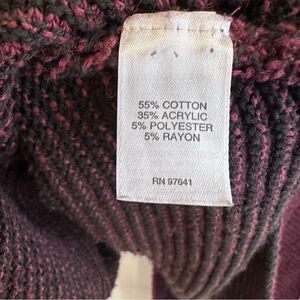 55% COTTON
35% ACRYLIC
5% POLYESTER
5% RAYON
RN 97641